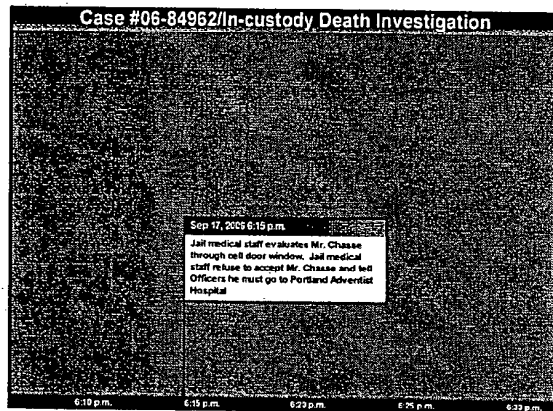 Case #06-84962/In-custody Death Investigation
Sep 17, 2006 6:15 p.m.
Jail medical staff evaluates Mr. Chasse
through cell door window. Jail medical
staff refuse to accept Mr. Chasse and tell
Officers he must go to Portland Adventist
Hospital
6:10 p.m. 6:15 p.m. 6:20 p.m. 6:25 p.m. 6:30 p.m.